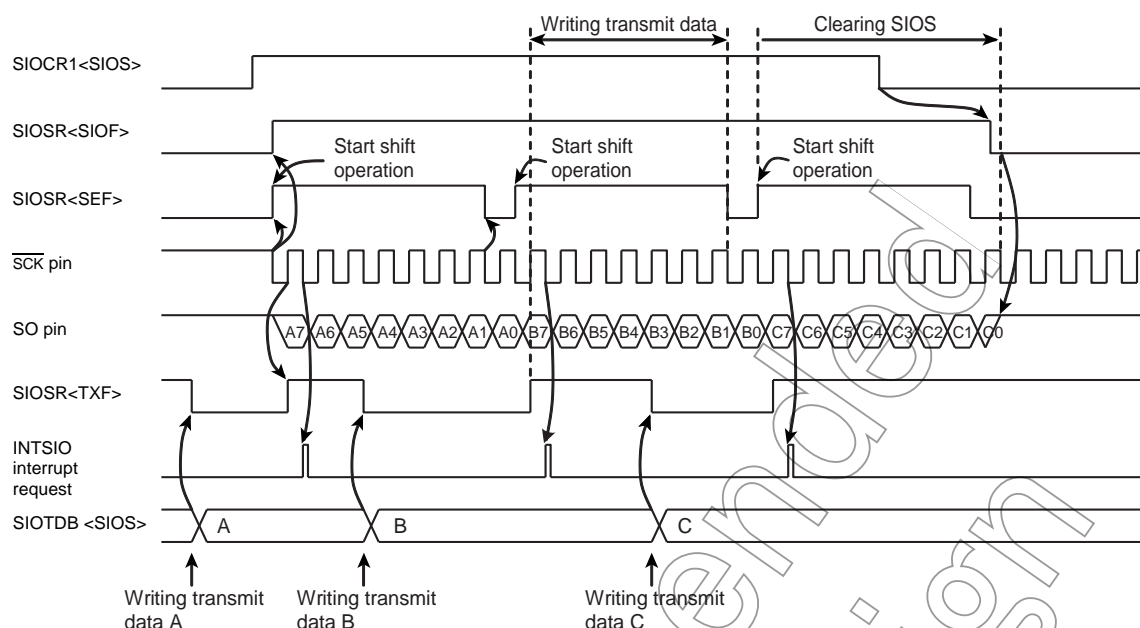 Writing transmit data
Clearing SIOS
SIOCR1<SIOS>
SIOSR<SIOF>
Start shift
operation
Start shift
operation
Start shift
operation
SIOSR<SEF>
SCK pin
SO pin
A7 A6 A5 A4 A3 A2 A1 A0 B7 B6 B5 B4 B3 B2 B1 B0 C7 C6 C5 C4 C3 C2 C1 C0
SIOSR<TXF>
INTSIO
interrupt
request
SIOTDB <SIOS>
A
B
C
Writing transmit
data A
Writing transmit
data B
Writing transmit
data C